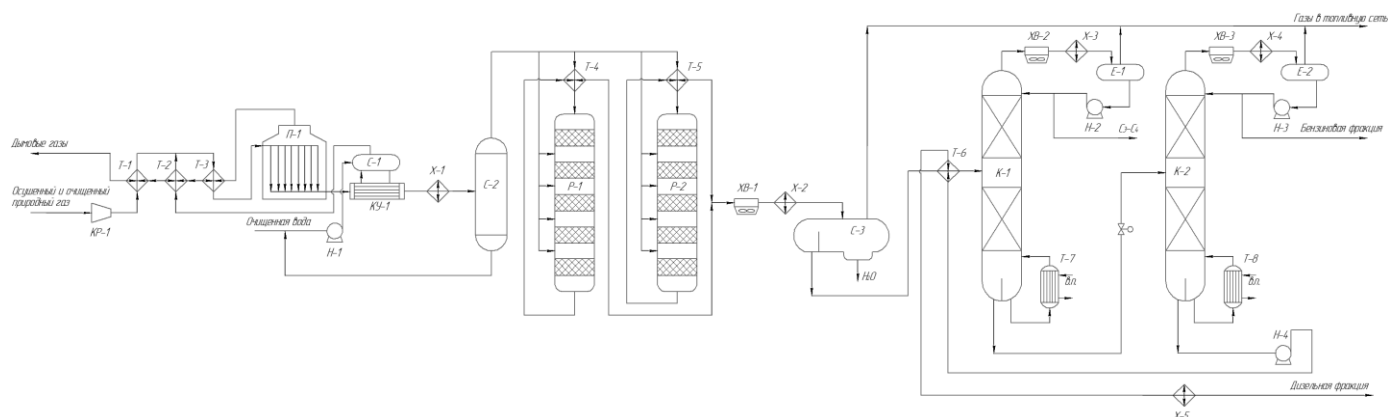 Газы в топливную сеть
ХВ-2
Х-3
ХВ-3
Х-4
Е-1
Е-2
Т-4
Т-5
Н-2
С₃-С₄
Н-3
Бензиновая фракция
Дымовые газы
П-1
Т-1
Т-2
Т-3
С-1
Х-1
Т-6
К-1
К-2
Осушенный и очищенный
природный газ
КР-1
КУ-1
С-2
Р-1
Р-2
ХВ-1
Х-2
Очищенная вода
Н-1
С-3
H₂O
Т-7
в.п.
Т-8
в.п.
Н-4
Дизельная фракция
Х-5